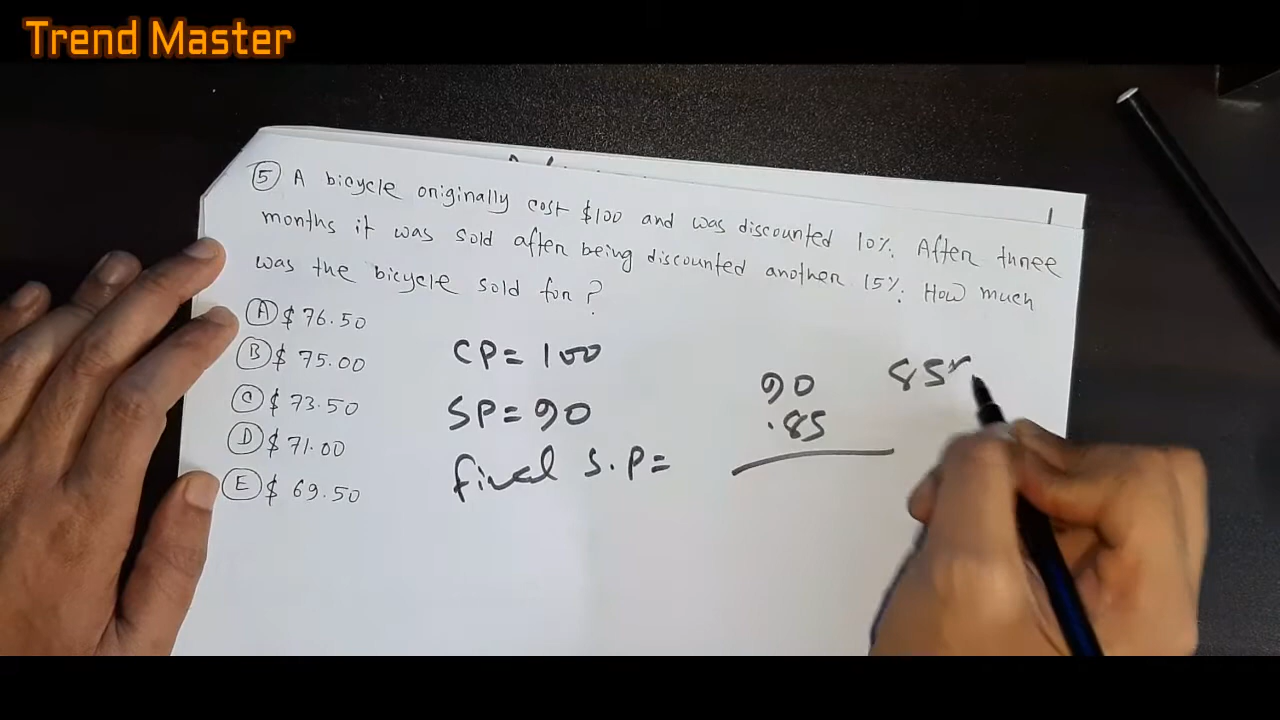 Trend Master
⑤ A bicycle originally cost $100 and was discounted 10%. After three
months it was sold after being discounted another 15%. How much
was the bicycle sold for?
Ⓐ $ 76.50
Ⓑ $ 75.00
Ⓒ $ 73.50
Ⓓ $ 71.00
Ⓔ $ 69.50
CP = 100
SP = 90
final S.P =
90
.85
85